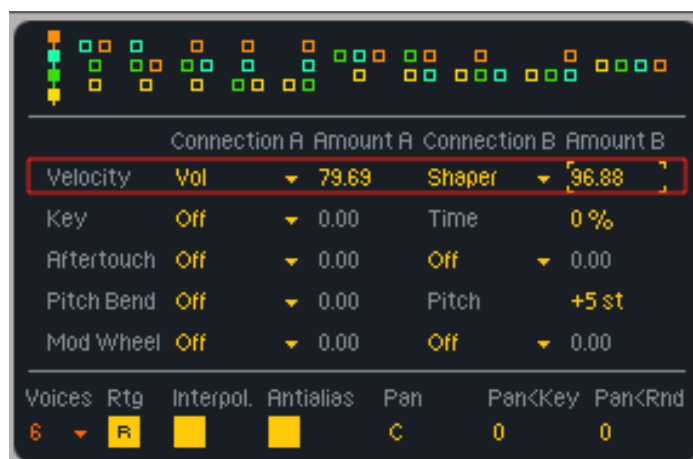 Connection A Amount A Connection B Amount B
Velocity Vol 79.69 Shaper 96.88
Key Off 0.00 Time 0 %
Aftertouch Off 0.00 Off 0.00
Pitch Bend Off 0.00 Pitch +5 st
Mod Wheel Off 0.00 Off 0.00
Voices Rtg Interpol. Antialias Pan Pan<Key Pan<Rnd
6 R C 0 0